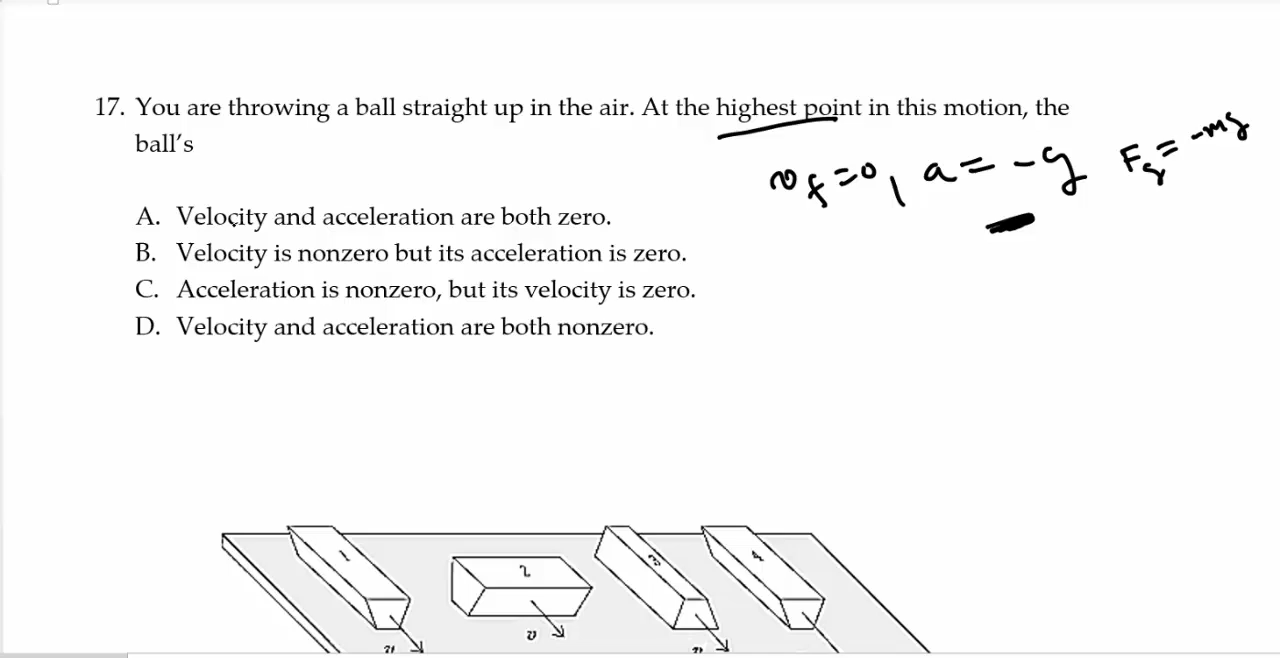 17. You are throwing a ball straight up in the air. At the highest point in this motion, the
ball's
v_f = 0, a = -g F_g = -mg
A. Velocity and acceleration are both zero.
B. Velocity is nonzero but its acceleration is zero.
C. Acceleration is nonzero, but its velocity is zero.
D. Velocity and acceleration are both nonzero.
1 2 3 4
v v v